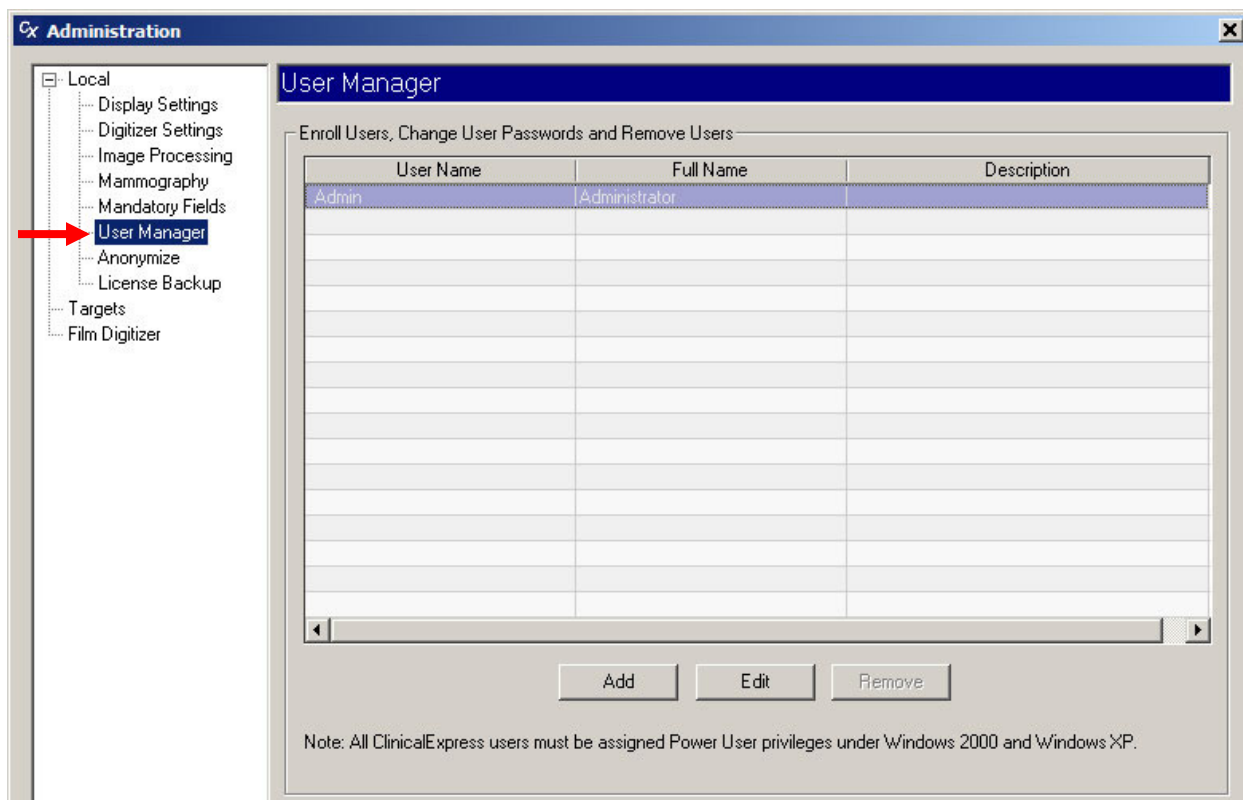 Cx Administration
Local
Display Settings
Digitizer Settings
Image Processing
Mammography
Mandatory Fields
User Manager
Anonymize
License Backup
Targets
Film Digitizer
User Manager
Enroll Users, Change User Passwords and Remove Users
User Name Full Name Description
Admin Administrator
Add Edit Remove
Note: All ClinicalExpress users must be assigned Power User privileges under Windows 2000 and Windows XP.